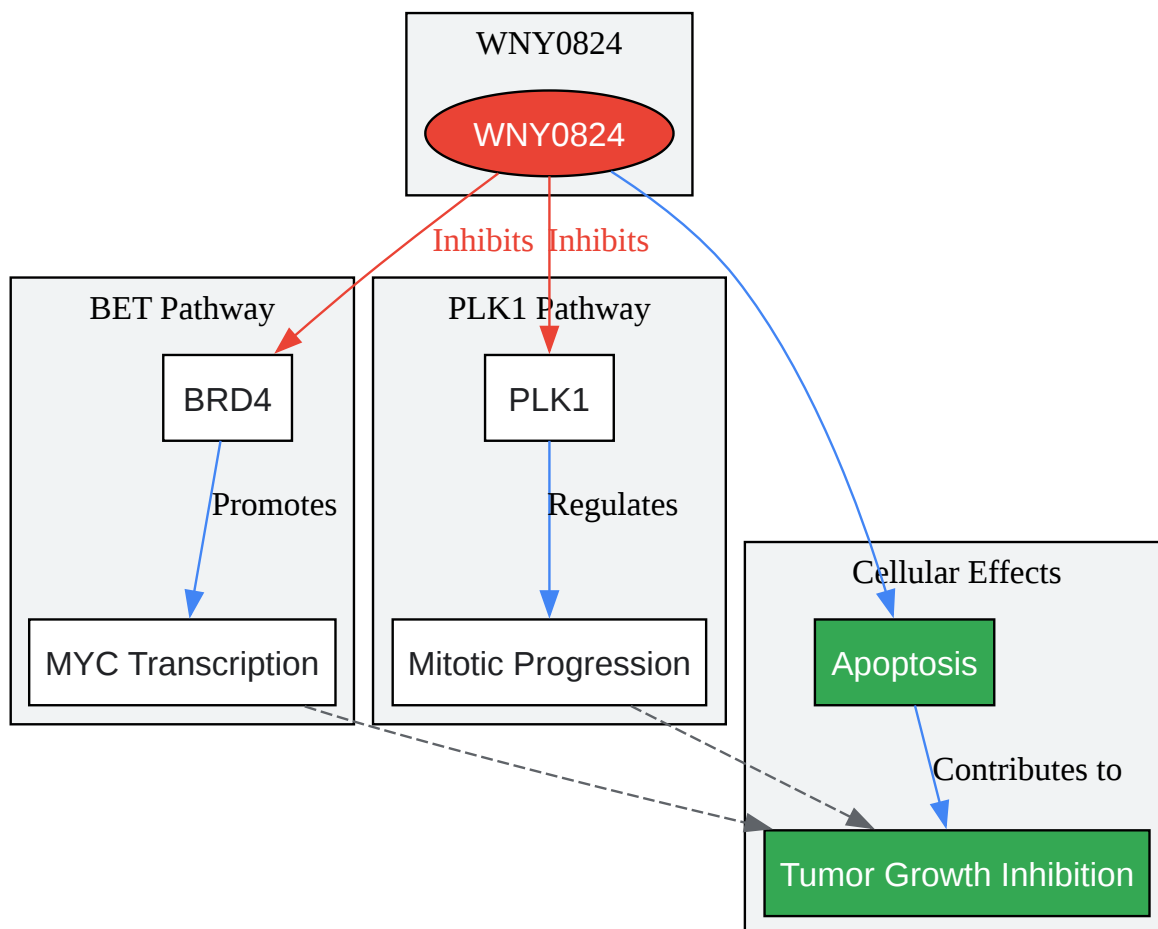 WNY0824
WNY0824
Inhibits
Inhibits
BET Pathway
PLK1 Pathway
BRD4
PLK1
Promotes
Regulates
Cellular Effects
MYC Transcription
Mitotic Progression
Apoptosis
Contributes to
Tumor Growth Inhibition